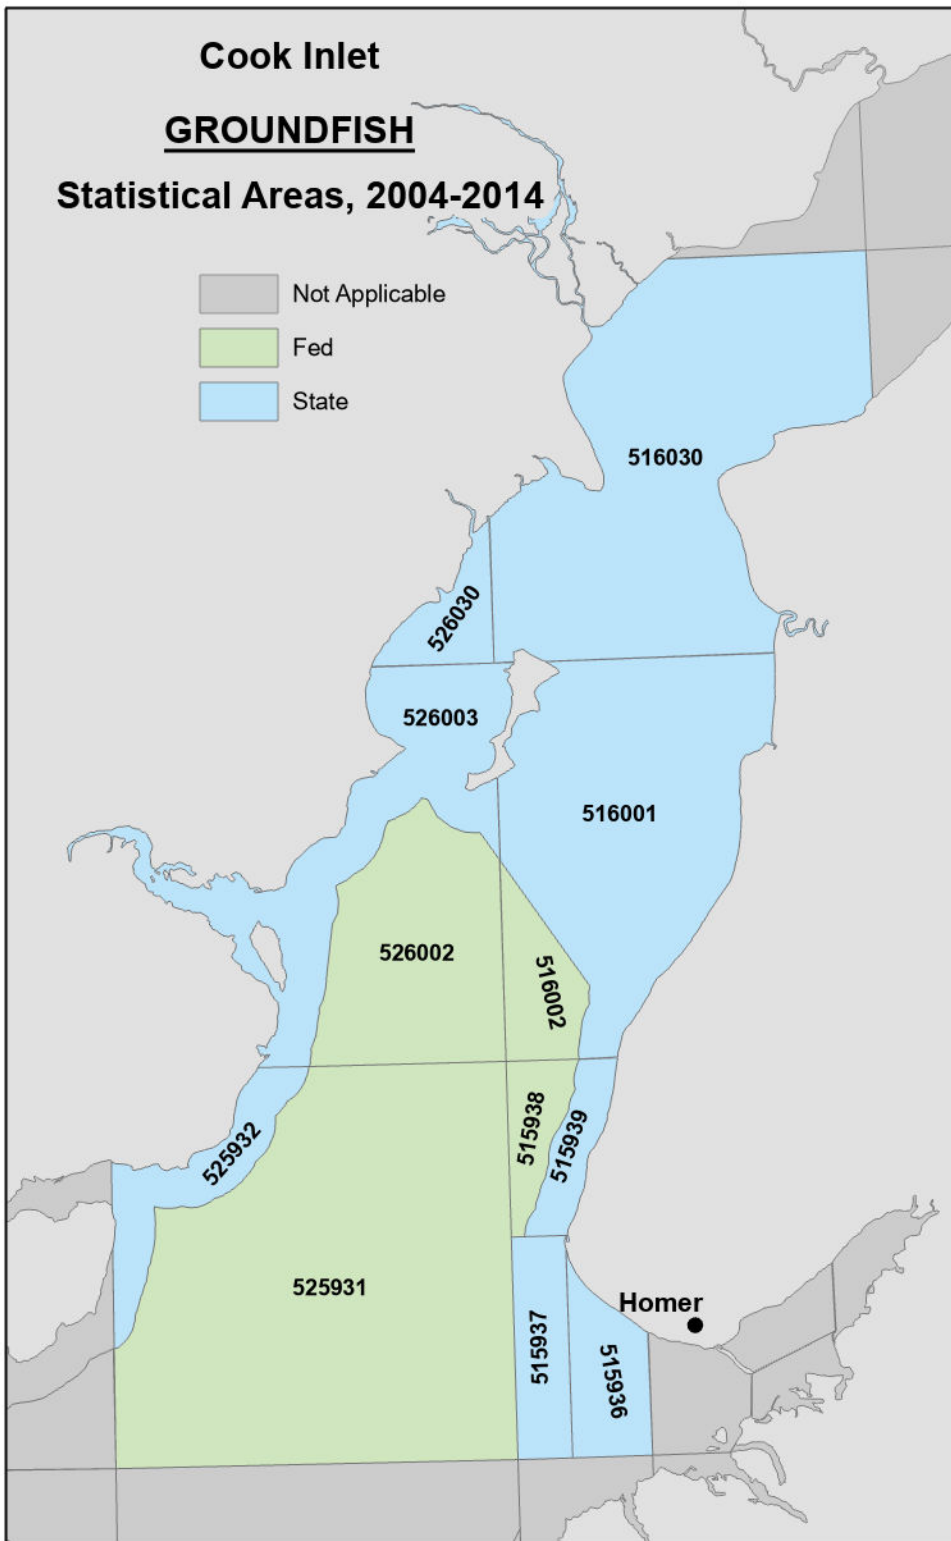 Cook Inlet
GROUNDFISH
Statistical Areas, 2004-2014
Not Applicable
Fed
State
516030
526030
526003
516001
526002
516002
515938
515939
525932
525931
Homer
515937
515936